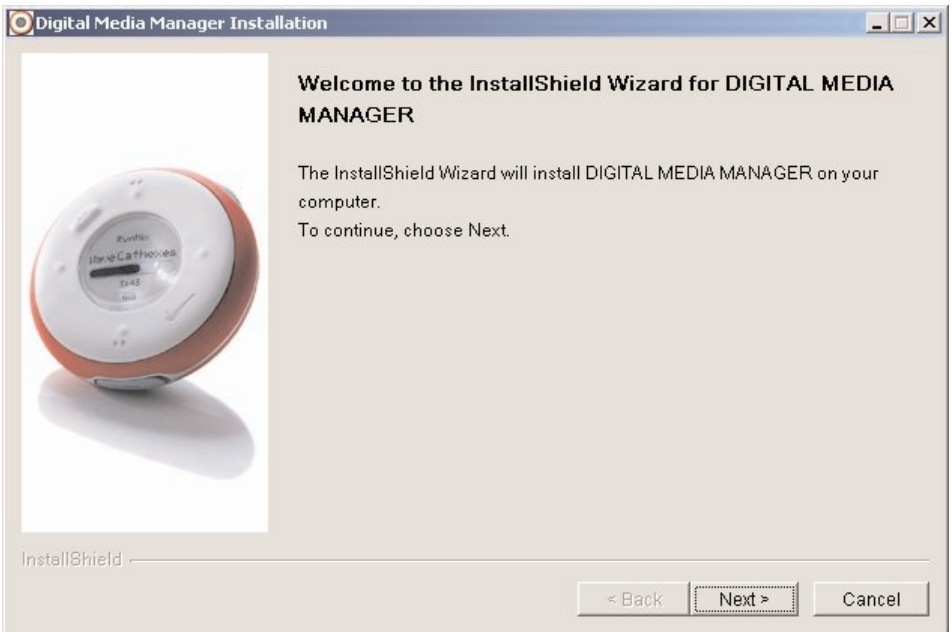 Digital Media Manager Installation
Welcome to the InstallShield Wizard for DIGITAL MEDIA
MANAGER
The InstallShield Wizard will install DIGITAL MEDIA MANAGER on your
computer.
To continue, choose Next.
InstallShield
< Back
Next >
Cancel